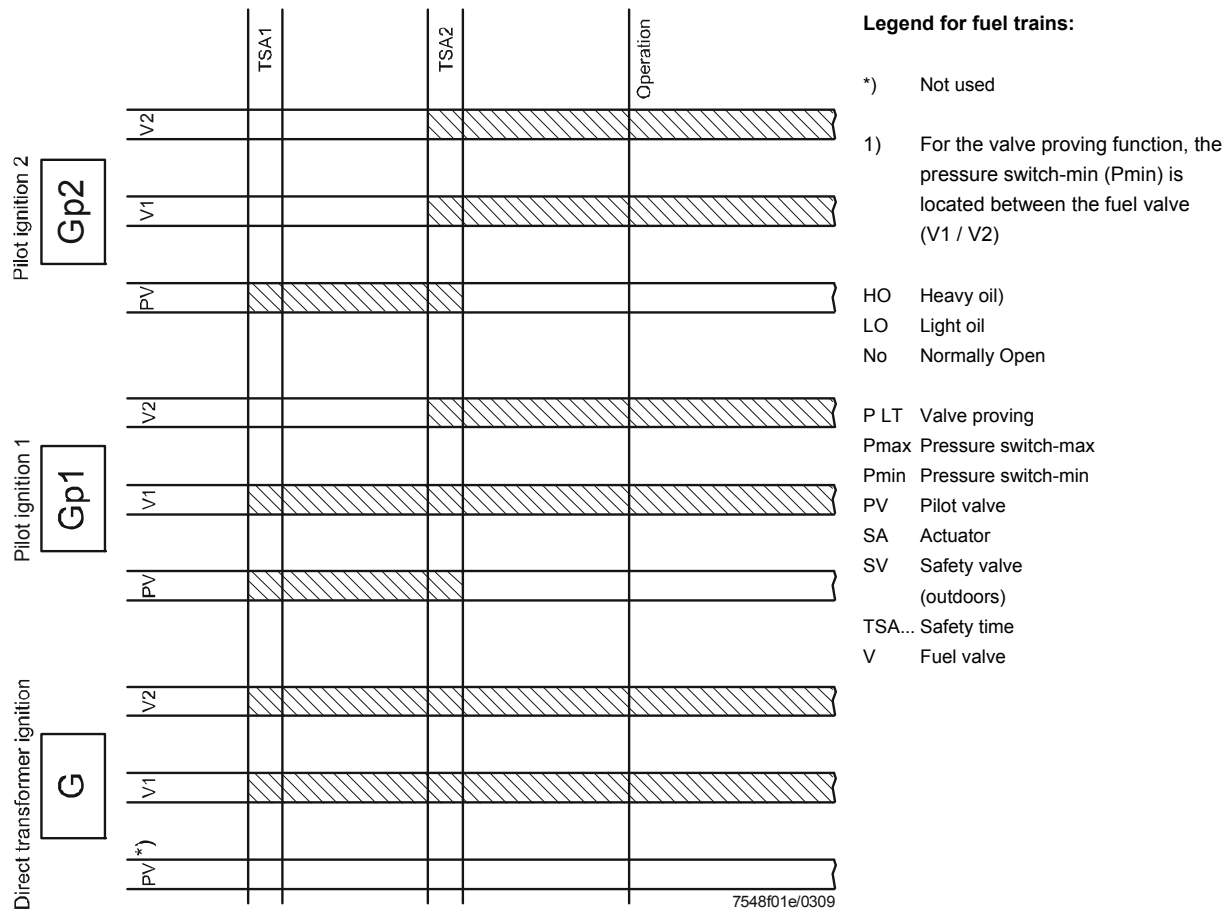 TSA1
TSA2
Operation
Pilot ignition 2
Gp2
V2
V1
PV
Pilot ignition 1
Gp1
V2
V1
PV
Direct transformer ignition
G
V2
V1
PV *)
7548f01e/0309
Legend for fuel trains:
*) Not used
1) For the valve proving function, the
pressure switch-min (Pmin) is
located between the fuel valve
(V1 / V2)
HO Heavy oil)
LO Light oil
No Normally Open
P LT Valve proving
Pmax Pressure switch-max
Pmin Pressure switch-min
PV Pilot valve
SA Actuator
SV Safety valve
(outdoors)
TSA... Safety time
V Fuel valve